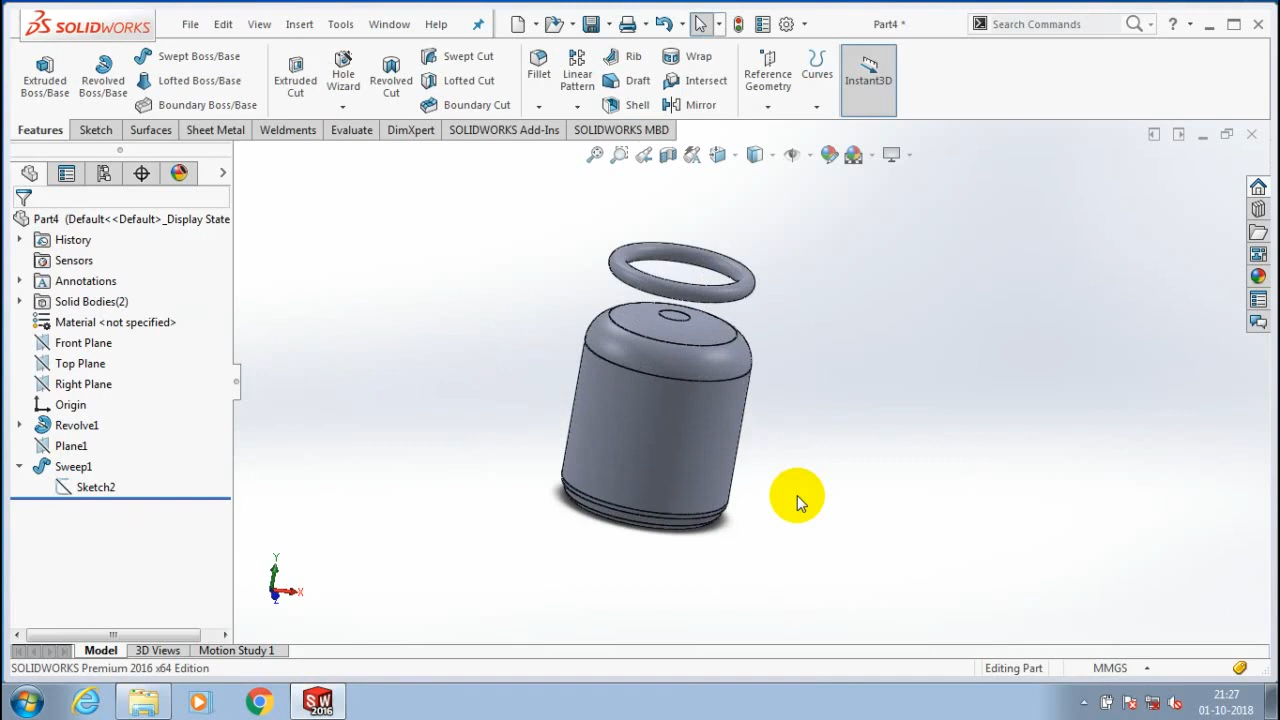 SOLIDWORKS File Edit View Insert Tools Window Help Part4 * Search Commands ?
Extruded Boss/Base
Revolved Boss/Base
Swept Boss/Base
Lofted Boss/Base
Boundary Boss/Base
Extruded Cut
Hole Wizard
Revolved Cut
Swept Cut
Lofted Cut
Boundary Cut
Fillet
Linear Pattern
Rib
Draft
Shell
Wrap
Intersect
Mirror
Reference Geometry
Curves
Instant3D
Features Sketch Surfaces Sheet Metal Weldments Evaluate DimXpert SOLIDWORKS Add-Ins SOLIDWORKS MBD
Part4 (Default<<Default>_Display State
History
Sensors
Annotations
Solid Bodies(2)
Material <not specified>
Front Plane
Top Plane
Right Plane
Origin
Revolve1
Plane1
Sweep1
Sketch2
Y
X
Z
Model 3D Views Motion Study 1
SOLIDWORKS Premium 2016 x64 Edition Editing Part MMGS
SW 2016
21:27
01-10-2018